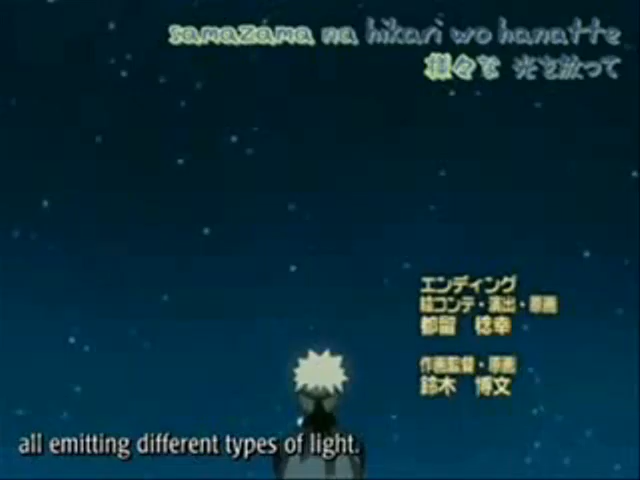 samazama na hikari wo hanatte
様々な 光を放って
エンディング
絵コンテ・演出・原画
都留 稔幸
作画監督・原画
鈴木 博文
all emitting different types of light.